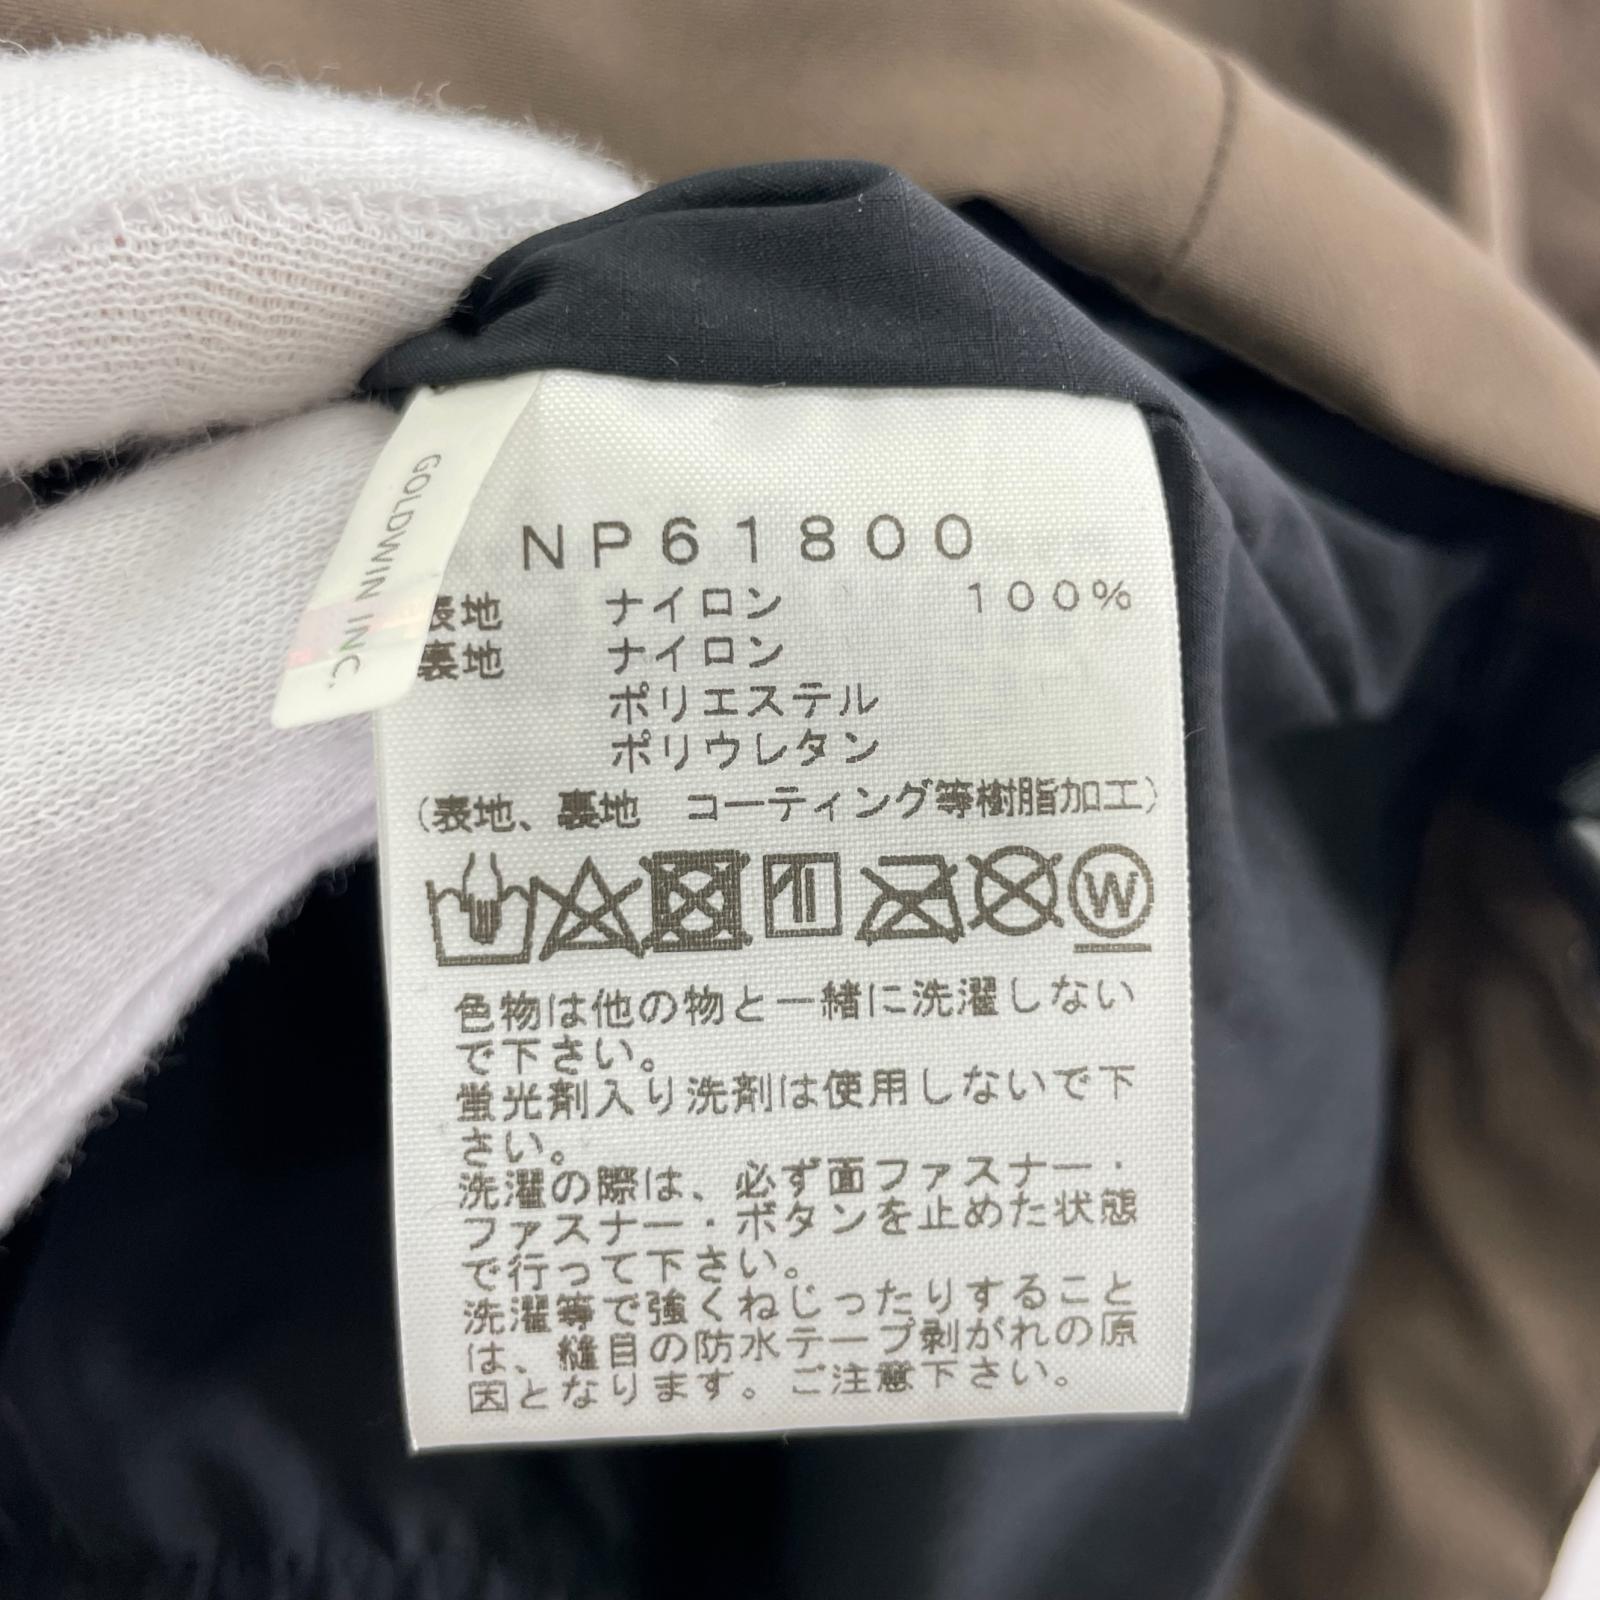 GOLDWIN INC.
NP61800
表地 ナイロン 100%
裏地 ナイロン
ポリエステル
ポリウレタン
(表地、裏地 コーティング等樹脂加工)
W
色物は他の物と一緒に洗濯しない
で下さい。
蛍光剤入り洗剤は使用しないで下
さい。
洗濯の際は、必ず面ファスナー・
ファスナー・ボタンを止めた状態
で行って下さい。
洗濯等で強くねじったりすること
は、縫目の防水テープ剥がれの原
因となります。ご注意下さい。